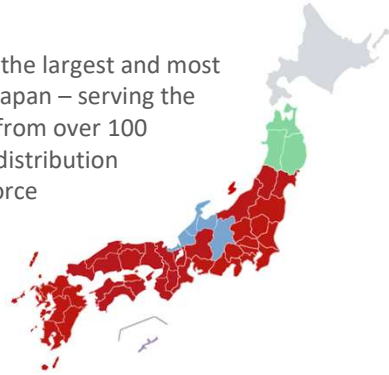 the largest and most
apan – serving the
from over 100
distribution
orce